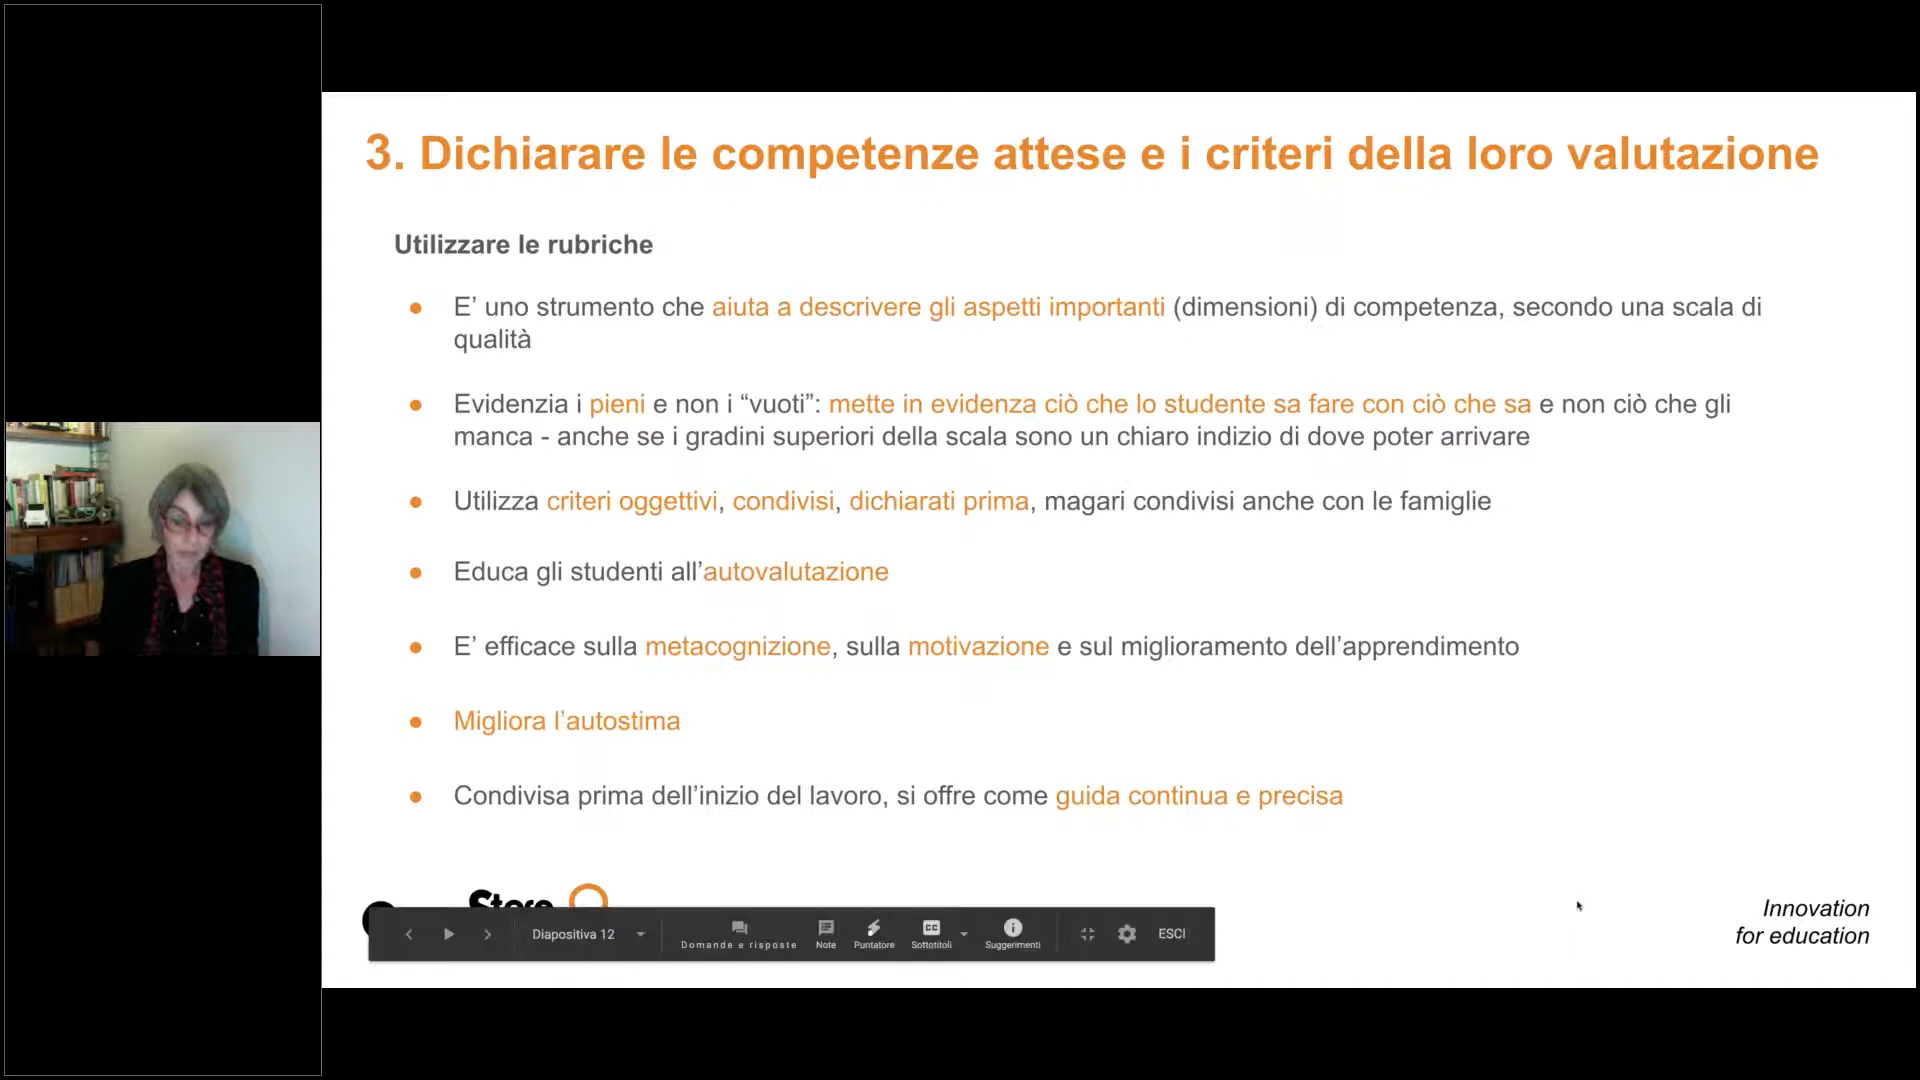 3. Dichiarare le competenze attese e i criteri della loro valutazione
Utilizzare le rubriche
● E’ uno strumento che aiuta a descrivere gli aspetti importanti (dimensioni) di competenza, secondo una scala di
qualità
● Evidenzia i pieni e non i “vuoti”: mette in evidenza ciò che lo studente sa fare con ciò che sa e non ciò che gli
manca - anche se i gradini superiori della scala sono un chiaro indizio di dove poter arrivare
● Utilizza criteri oggettivi, condivisi, dichiarati prima, magari condivisi anche con le famiglie
● Educa gli studenti all’autovalutazione
● E’ efficace sulla metacognizione, sulla motivazione e sul miglioramento dell’apprendimento
● Migliora l’autostima
● Condivisa prima dell’inizio del lavoro, si offre come guida continua e precisa
Store
Diapositiva 12
Domande e risposte
Note
Puntatore
CC
Sottotitoli
Suggerimenti
ESCI
Innovation
for education